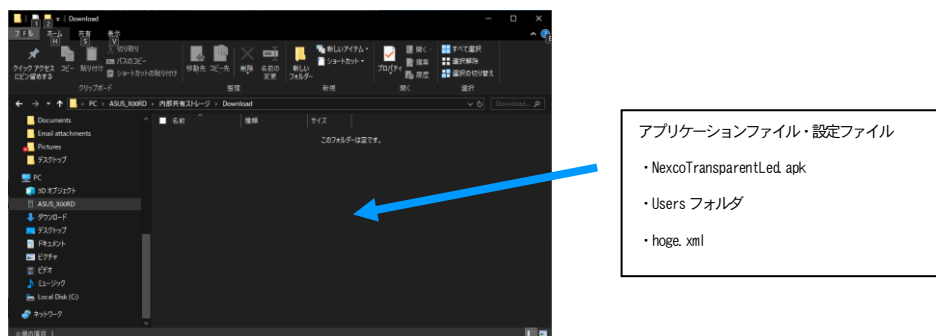 Download
1 2
ファイル ホーム 共有 表示
F H S V E
クイック アクセスにピン留めする
コピー
貼り付け
切り取り
パスのコピー
ショートカットの貼り付け
移動先 コピー先 削除 名前の変更
新しいフォルダー
新しいアイテム
ショートカット
プロパティ
開く
編集
履歴
すべて選択
選択解除
選択の切り替え
クリップボード 整理 新規 開く 選択
PC › ASUS_X00RD › 内部共有ストレージ › Download
Download...
Documents
Email attachments
Pictures
デスクトップ
PC
3D オブジェクト
ASUS_X00RD
ダウンロード
デスクトップ
ドキュメント
ピクチャ
ビデオ
ミュージック
Local Disk (C:)
ネットワーク
名前 種類 サイズ
このフォルダーは空です。
0 個の項目
アプリケーションファイル・設定ファイル
・NexcoTransparentLed.apk
・Users フォルダ
・hoge.xml